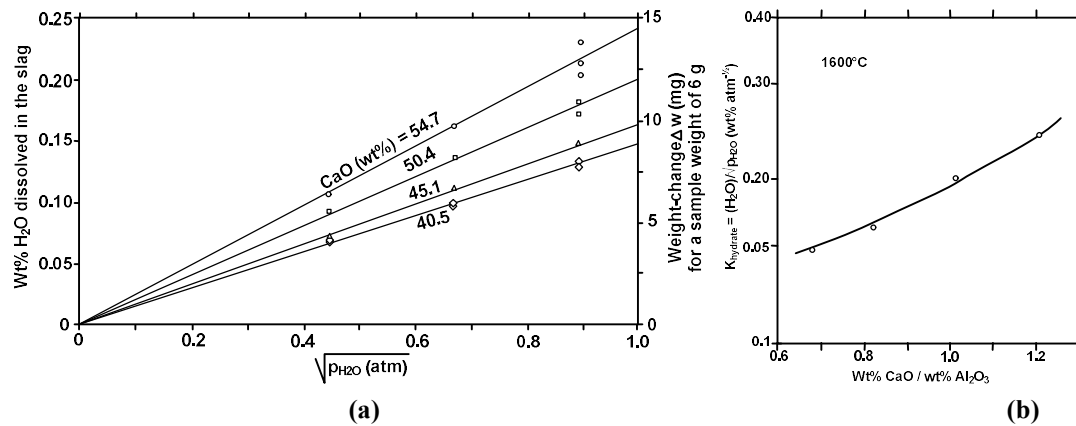 (a)
Wt% H2O dissolved in the slag
0.25
0.20
0.15
0.10
0.05
0
CaO (wt%) = 54.7
50.4
45.1
40.5
15
10
5
0
Weight-change Δw (mg)
for a sample weight of 6 g
0
0.2
0.4
0.6
0.8
1.0
√pH2O (atm)
(a)
(b)
Khydrate = (H2O)/√pH2O (wt% atm-½)
0.40
0.30
0.20
0.05
0.1
1600°C
0.6
0.8
1.0
1.2
Wt% CaO / wt% Al2O3
(b)